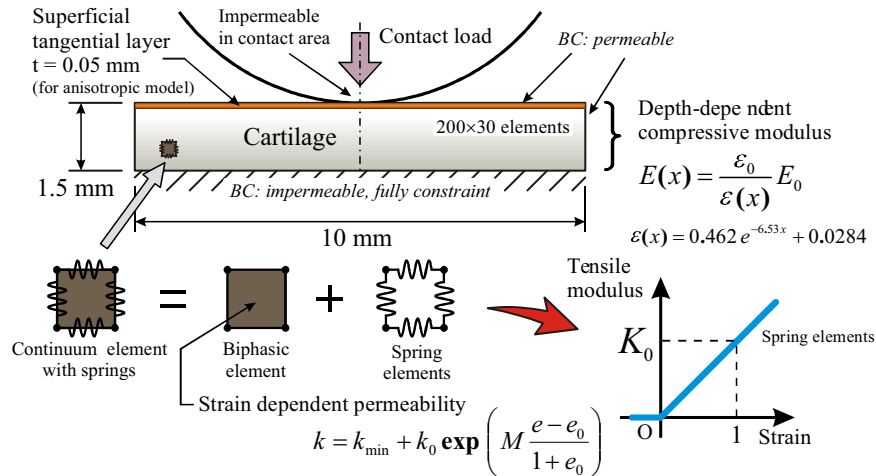 Superficial
tangential layer
t = 0.05 mm
(for anisotropic model)
Impermeable
in contact area
Contact load
BC: permeable
Cartilage
200×30 elements
1.5 mm
BC: impermeable, fully constraint
10 mm
Depth-depe ndent
compressive modulus
E(x) = ε₀ / ε(x) E₀
ε(x) = 0.462 e^{-6.53x} + 0.0284
Continuum element
with springs
=
Biphasic
element
+
Spring
elements
Strain dependent permeability
k = k_min + k₀ exp ( M (e − e₀) / (1 + e₀) )
Tensile
modulus
K₀
Spring elements
O
1
Strain